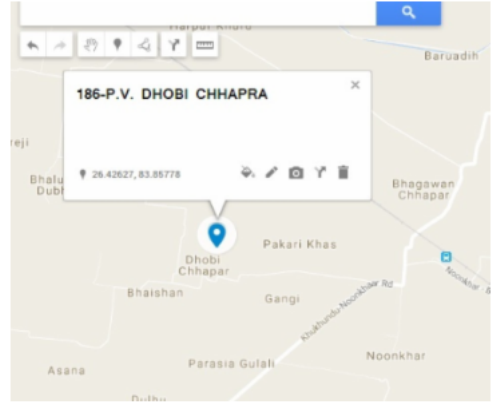 Harpur Khurd
Baruadih
186-P.V. DHOBI CHHAPRA
reji
26.42627, 83.85778
Bhalu
Dubh
Bhagawan
Chhapar
Dhobi
Chhapar
Pakari Khas
Bhaishan
Gangi
Khukhundu-Noonkhar Rd
Noonkhar - A
Noonkhar
Parasia Gulali
Asana
Dulhu